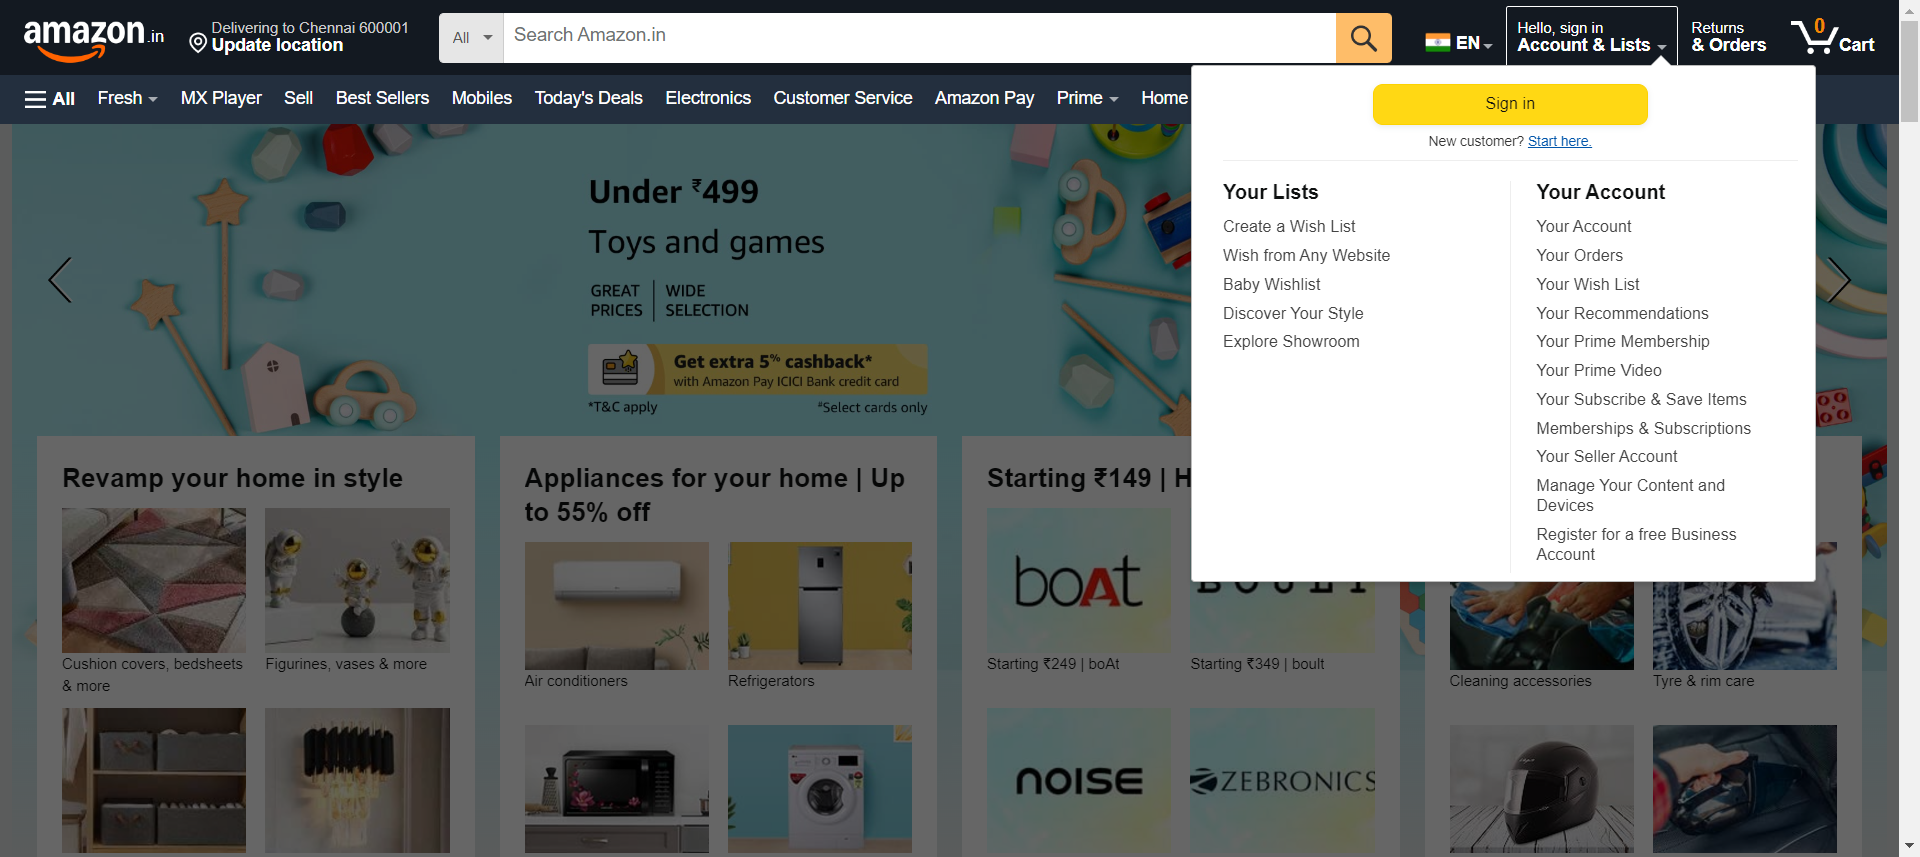 amazon.in
Delivering to Chennai 600001
Update location
All
Search Amazon.in
EN
Hello, sign in
Account & Lists
Returns
& Orders
0
Cart
All
Fresh
MX Player
Sell
Best Sellers
Mobiles
Today's Deals
Electronics
Customer Service
Amazon Pay
Prime
Home
Sign in
New customer? Start here.
Your Lists
Create a Wish List
Wish from Any Website
Baby Wishlist
Discover Your Style
Explore Showroom
Your Account
Your Account
Your Orders
Your Wish List
Your Recommendations
Your Prime Membership
Your Prime Video
Your Subscribe & Save Items
Memberships & Subscriptions
Your Seller Account
Manage Your Content and
Devices
Register for a free Business
Account
Under ₹499
Toys and games
GREAT
PRICES
WIDE
SELECTION
Get extra 5% cashback*
with Amazon Pay ICICI Bank credit card
*T&C apply
#Select cards only
Revamp your home in style
Cushion covers, bedsheets
& more
Figurines, vases & more
Appliances for your home | Up
to 55% off
Air conditioners
Refrigerators
Starting ₹149 | H
boAt
BOULT
Starting ₹249 | boAt
Starting ₹349 | boult
noise
ZEBRONICS
Cleaning accessories
Tyre & rim care